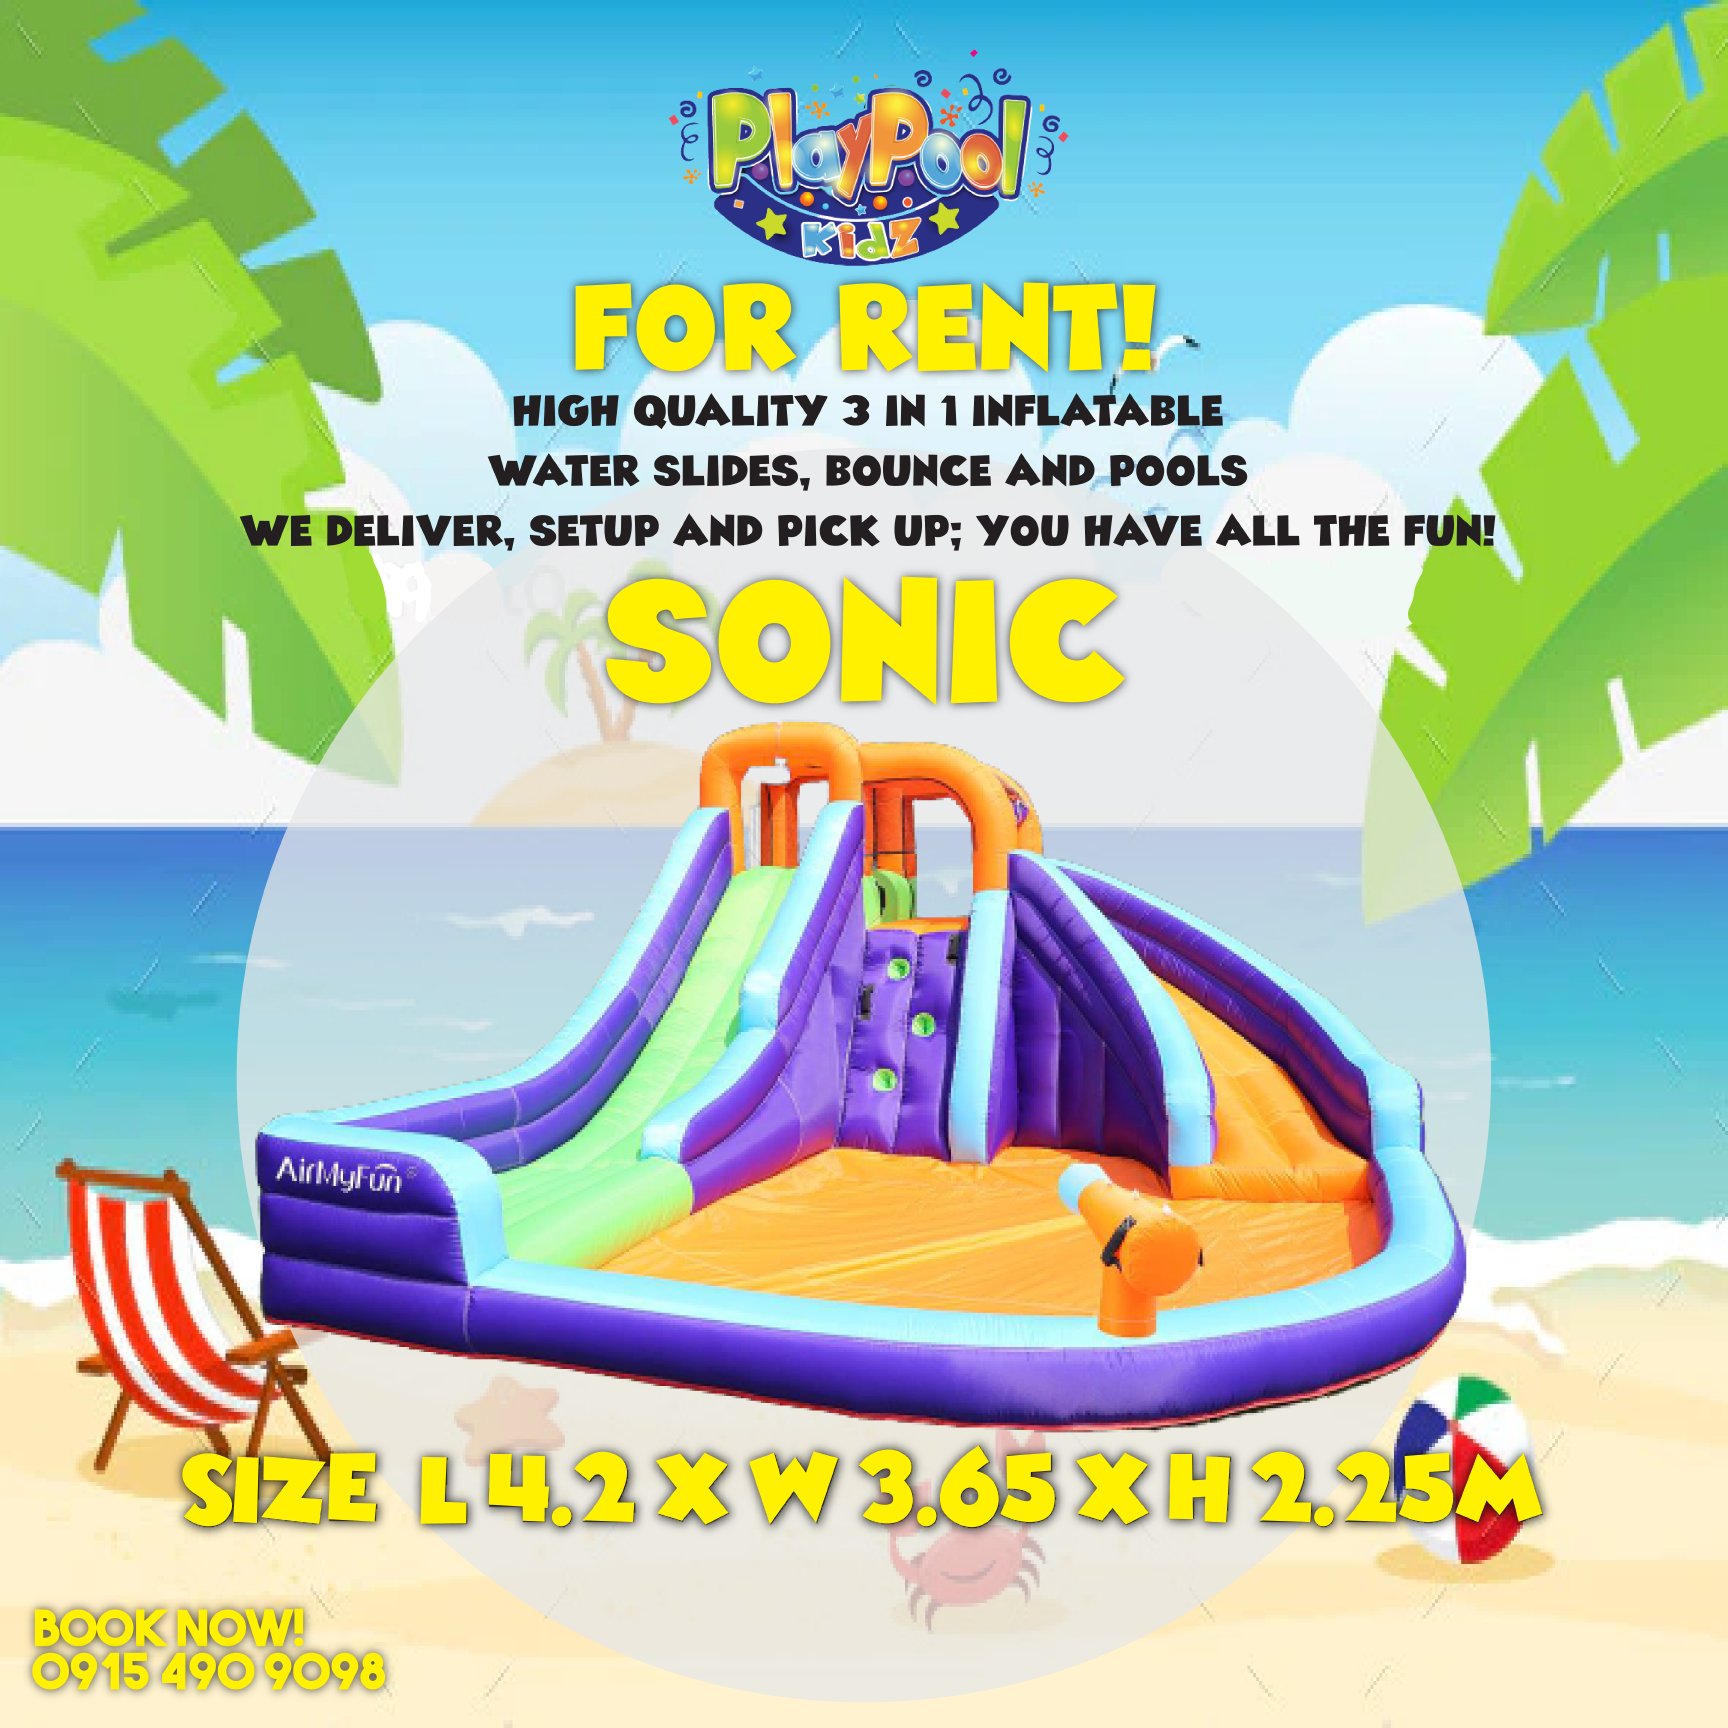 PlayPool
KidZ
FOR RENT!
HIGH QUALITY 3 IN 1 INFLATABLE
WATER SLIDES, BOUNCE AND POOLS
WE DELIVER, SETUP AND PICK UP; YOU HAVE ALL THE FUN!
SONIC
AirMyFun®
SIZE L 4.2 X W 3.65 X H 2.25M
BOOK NOW!
0915 490 9098